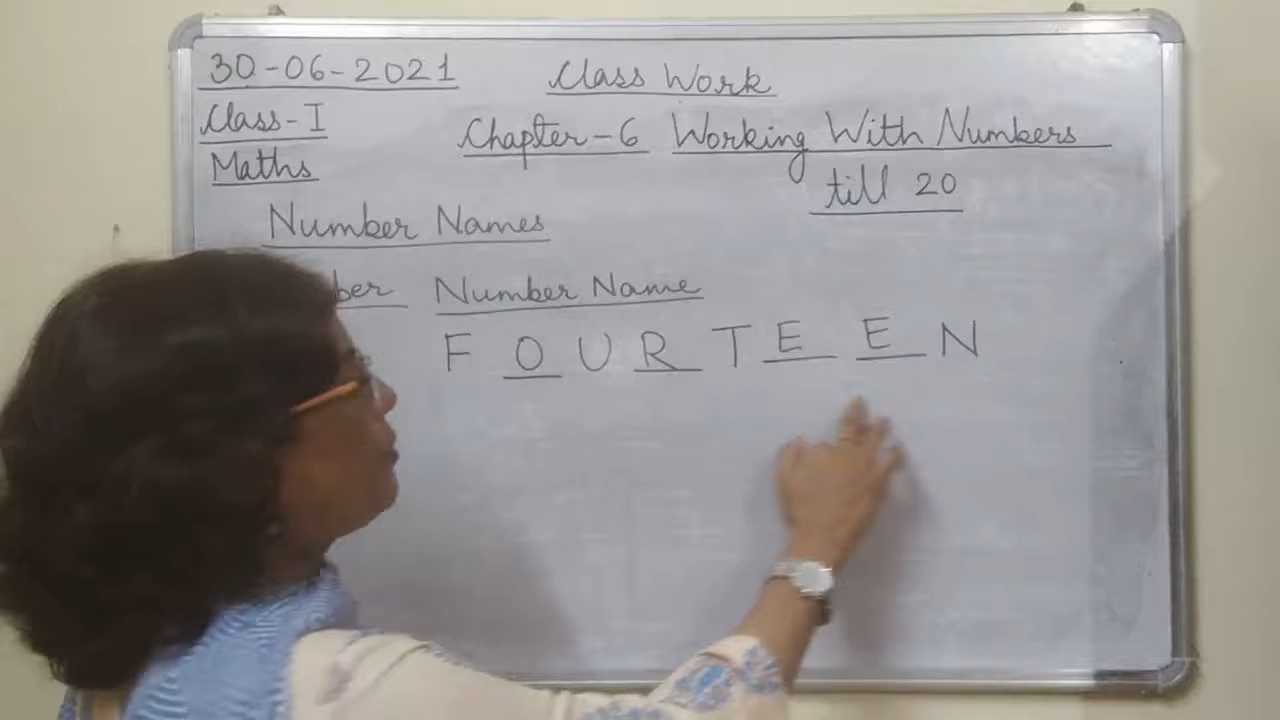 30-06-2021 Class Work
Class-I Chapter-6 Working With Numbers
Maths till 20
Number Names
ber Number Name
F O U R T E E N